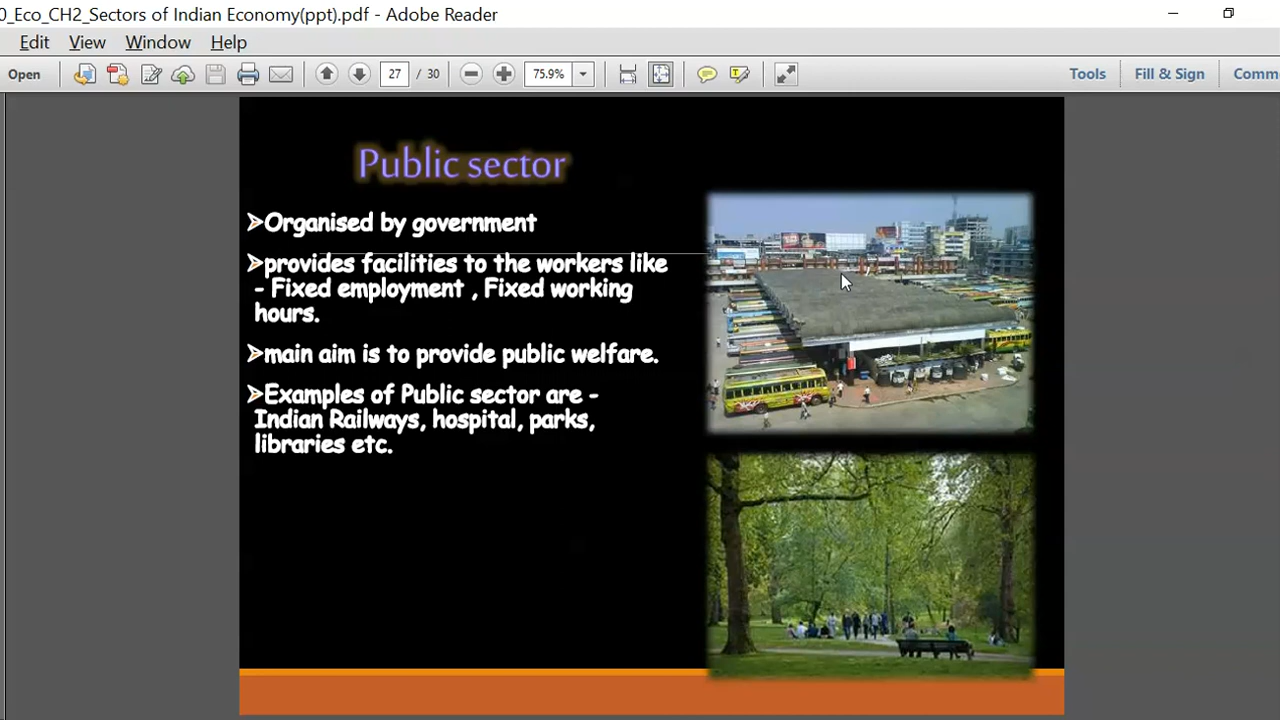 0_Eco_CH2_Sectors of Indian Economy(ppt).pdf - Adobe Reader
Edit View Window Help
Open 27 / 30 75.9% Tools Fill & Sign Comm
Public sector
➢Organised by government
➢provides facilities to the workers like
- Fixed employment , Fixed working
hours.
➢main aim is to provide public welfare.
➢Examples of Public sector are -
Indian Railways, hospital, parks,
libraries etc.